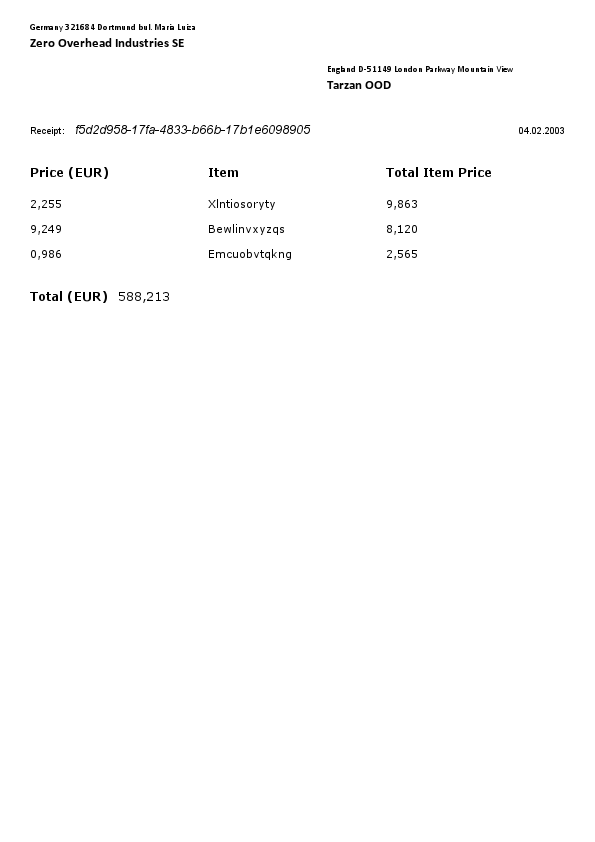 Germany 321684 Dortmund bul. Maria Luiza
Zero Overhead Industries SE
England D-51149 London Parkway Mountain View
Tarzan OOD
Receipt: f5d2d958-17fa-4833-b66b-17b1e6098905 04.02.2003
Price (EUR) Item Total Item Price
2,255 Xlntiosoryty 9,863
9,249 Bewlinvxyzqs 8,120
0,986 Emcuobvtqkng 2,565
Total (EUR) 588,213